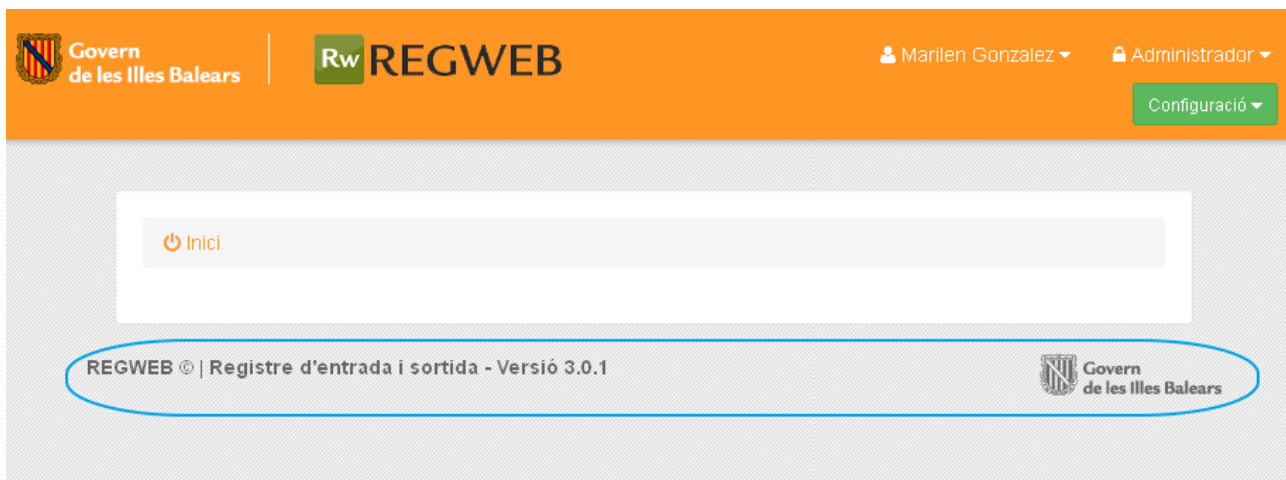 Govern
de les Illes Balears
Rw REGWEB
Marilen Gonzalez
Administrador
Configuració
Inici
REGWEB © | Registre d'entrada i sortida - Versió 3.0.1
Govern
de les Illes Balears